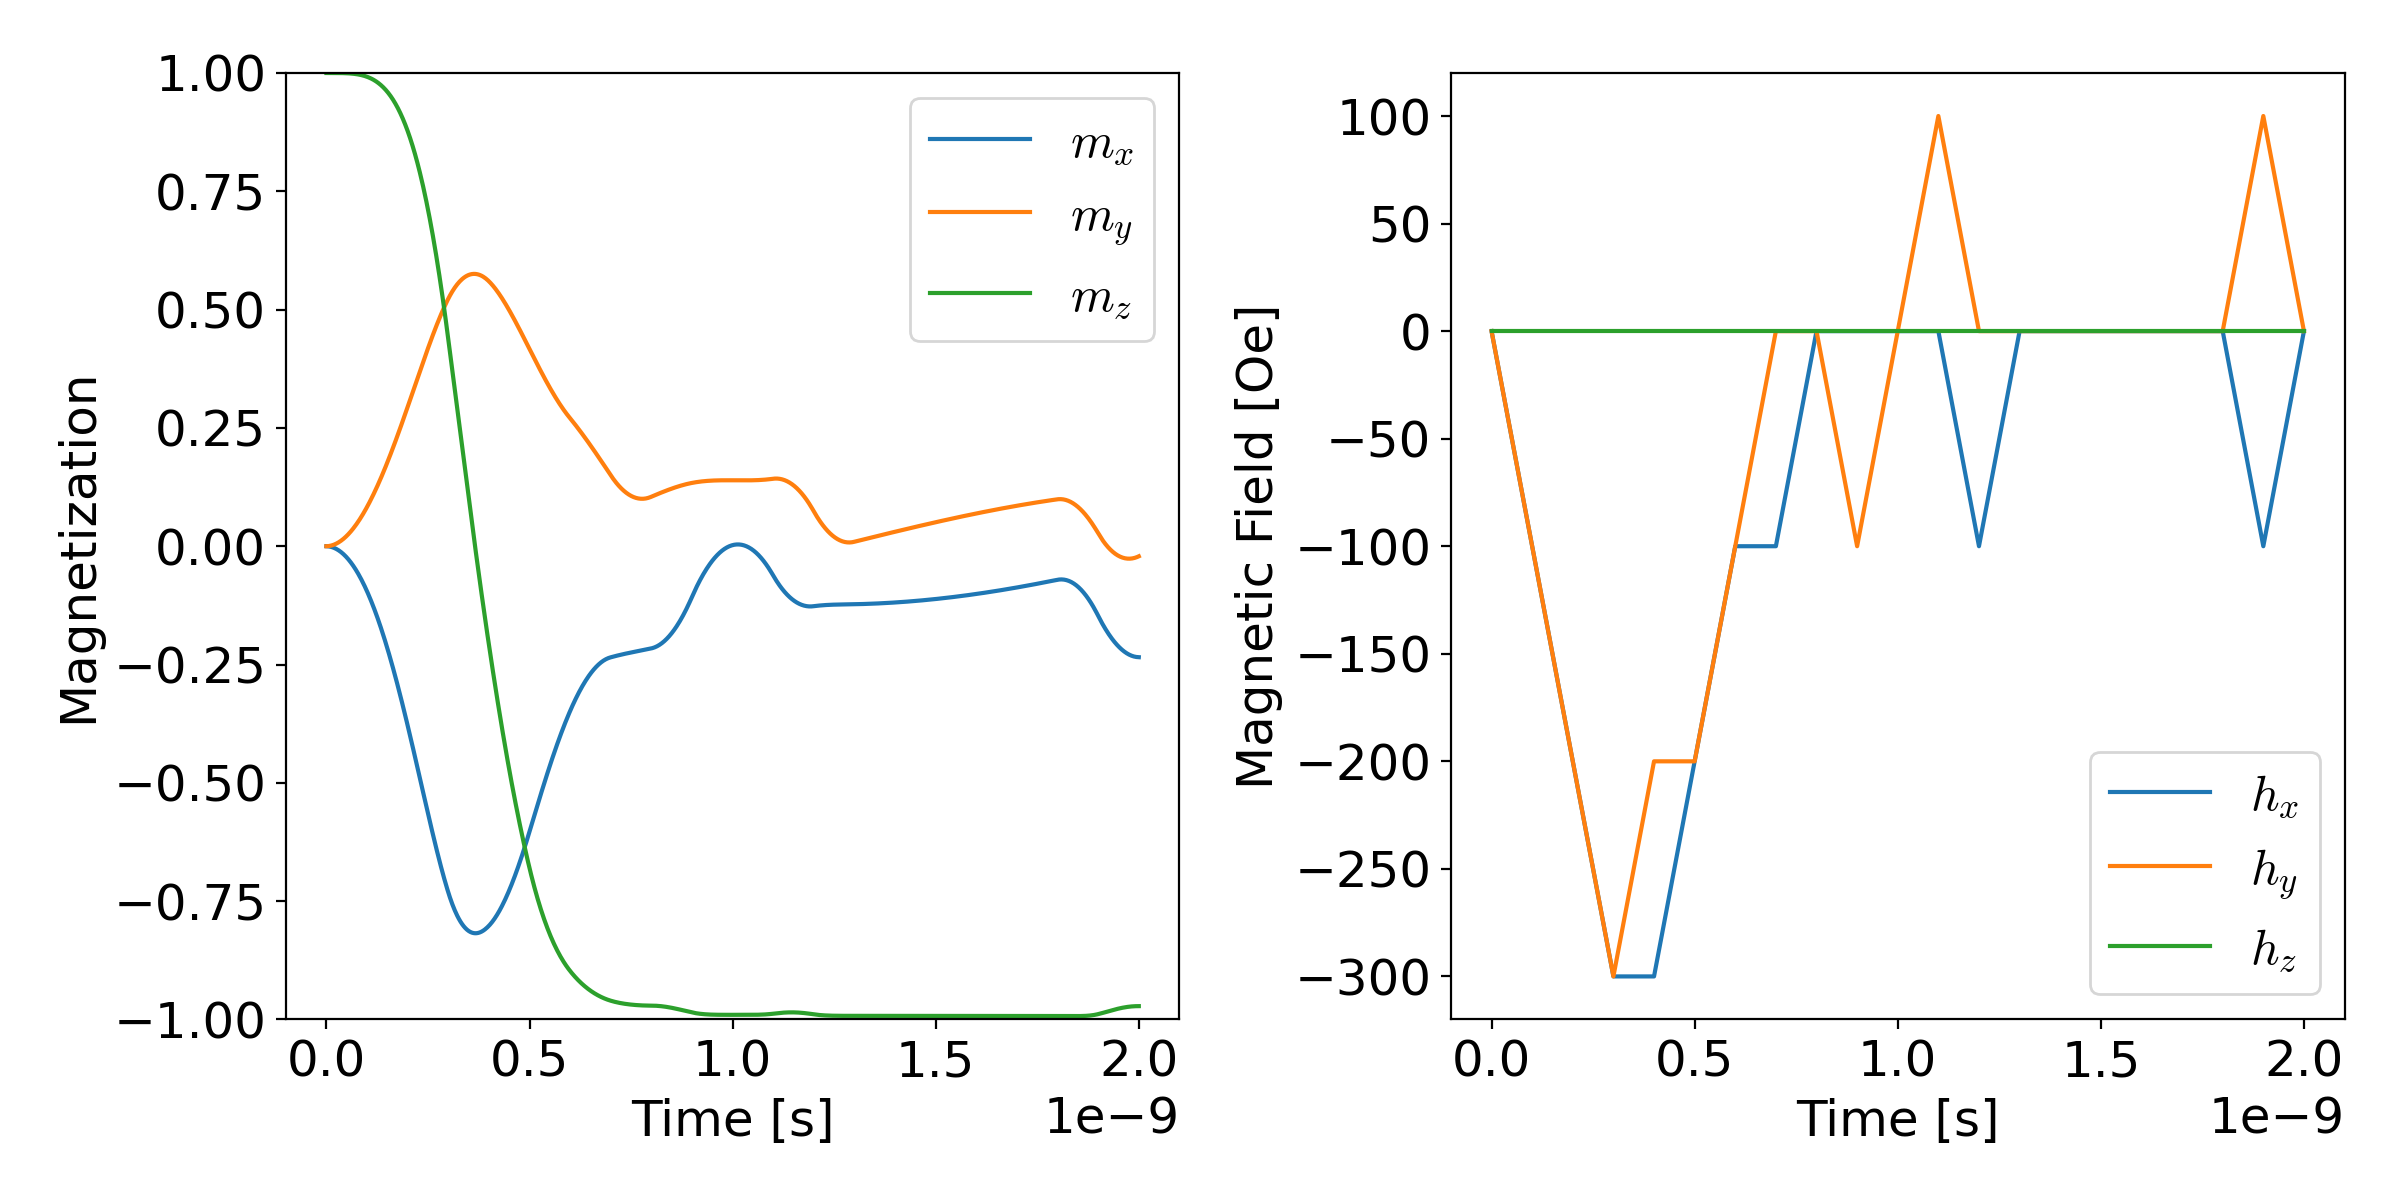 1.00
0.75
0.50
0.25
0.00
−0.25
−0.50
−0.75
−1.00
Magnetization
m_x
m_y
m_z
0.0 0.5 1.0 1.5 2.0
Time [s]
1e−9
100
50
0
−50
−100
−150
−200
−250
−300
Magnetic Field [Oe]
h_x
h_y
h_z
0.0 0.5 1.0 1.5 2.0
Time [s]
1e−9